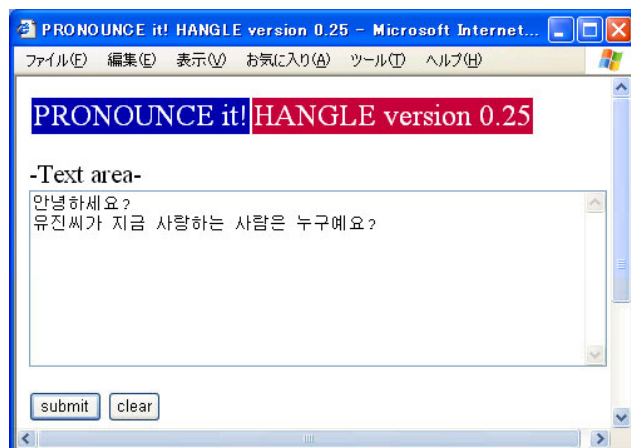 PRONOUNCE it! HANGLE version 0.25 - Microsoft Internet...
ファイル(F) 編集(E) 表示(V) お気に入り(A) ツール(T) ヘルプ(H)
PRONOUNCE it! HANGLE version 0.25
-Text area-
안녕하세요?
유진씨가 지금 사랑하는 사람은 누구예요?
submit clear